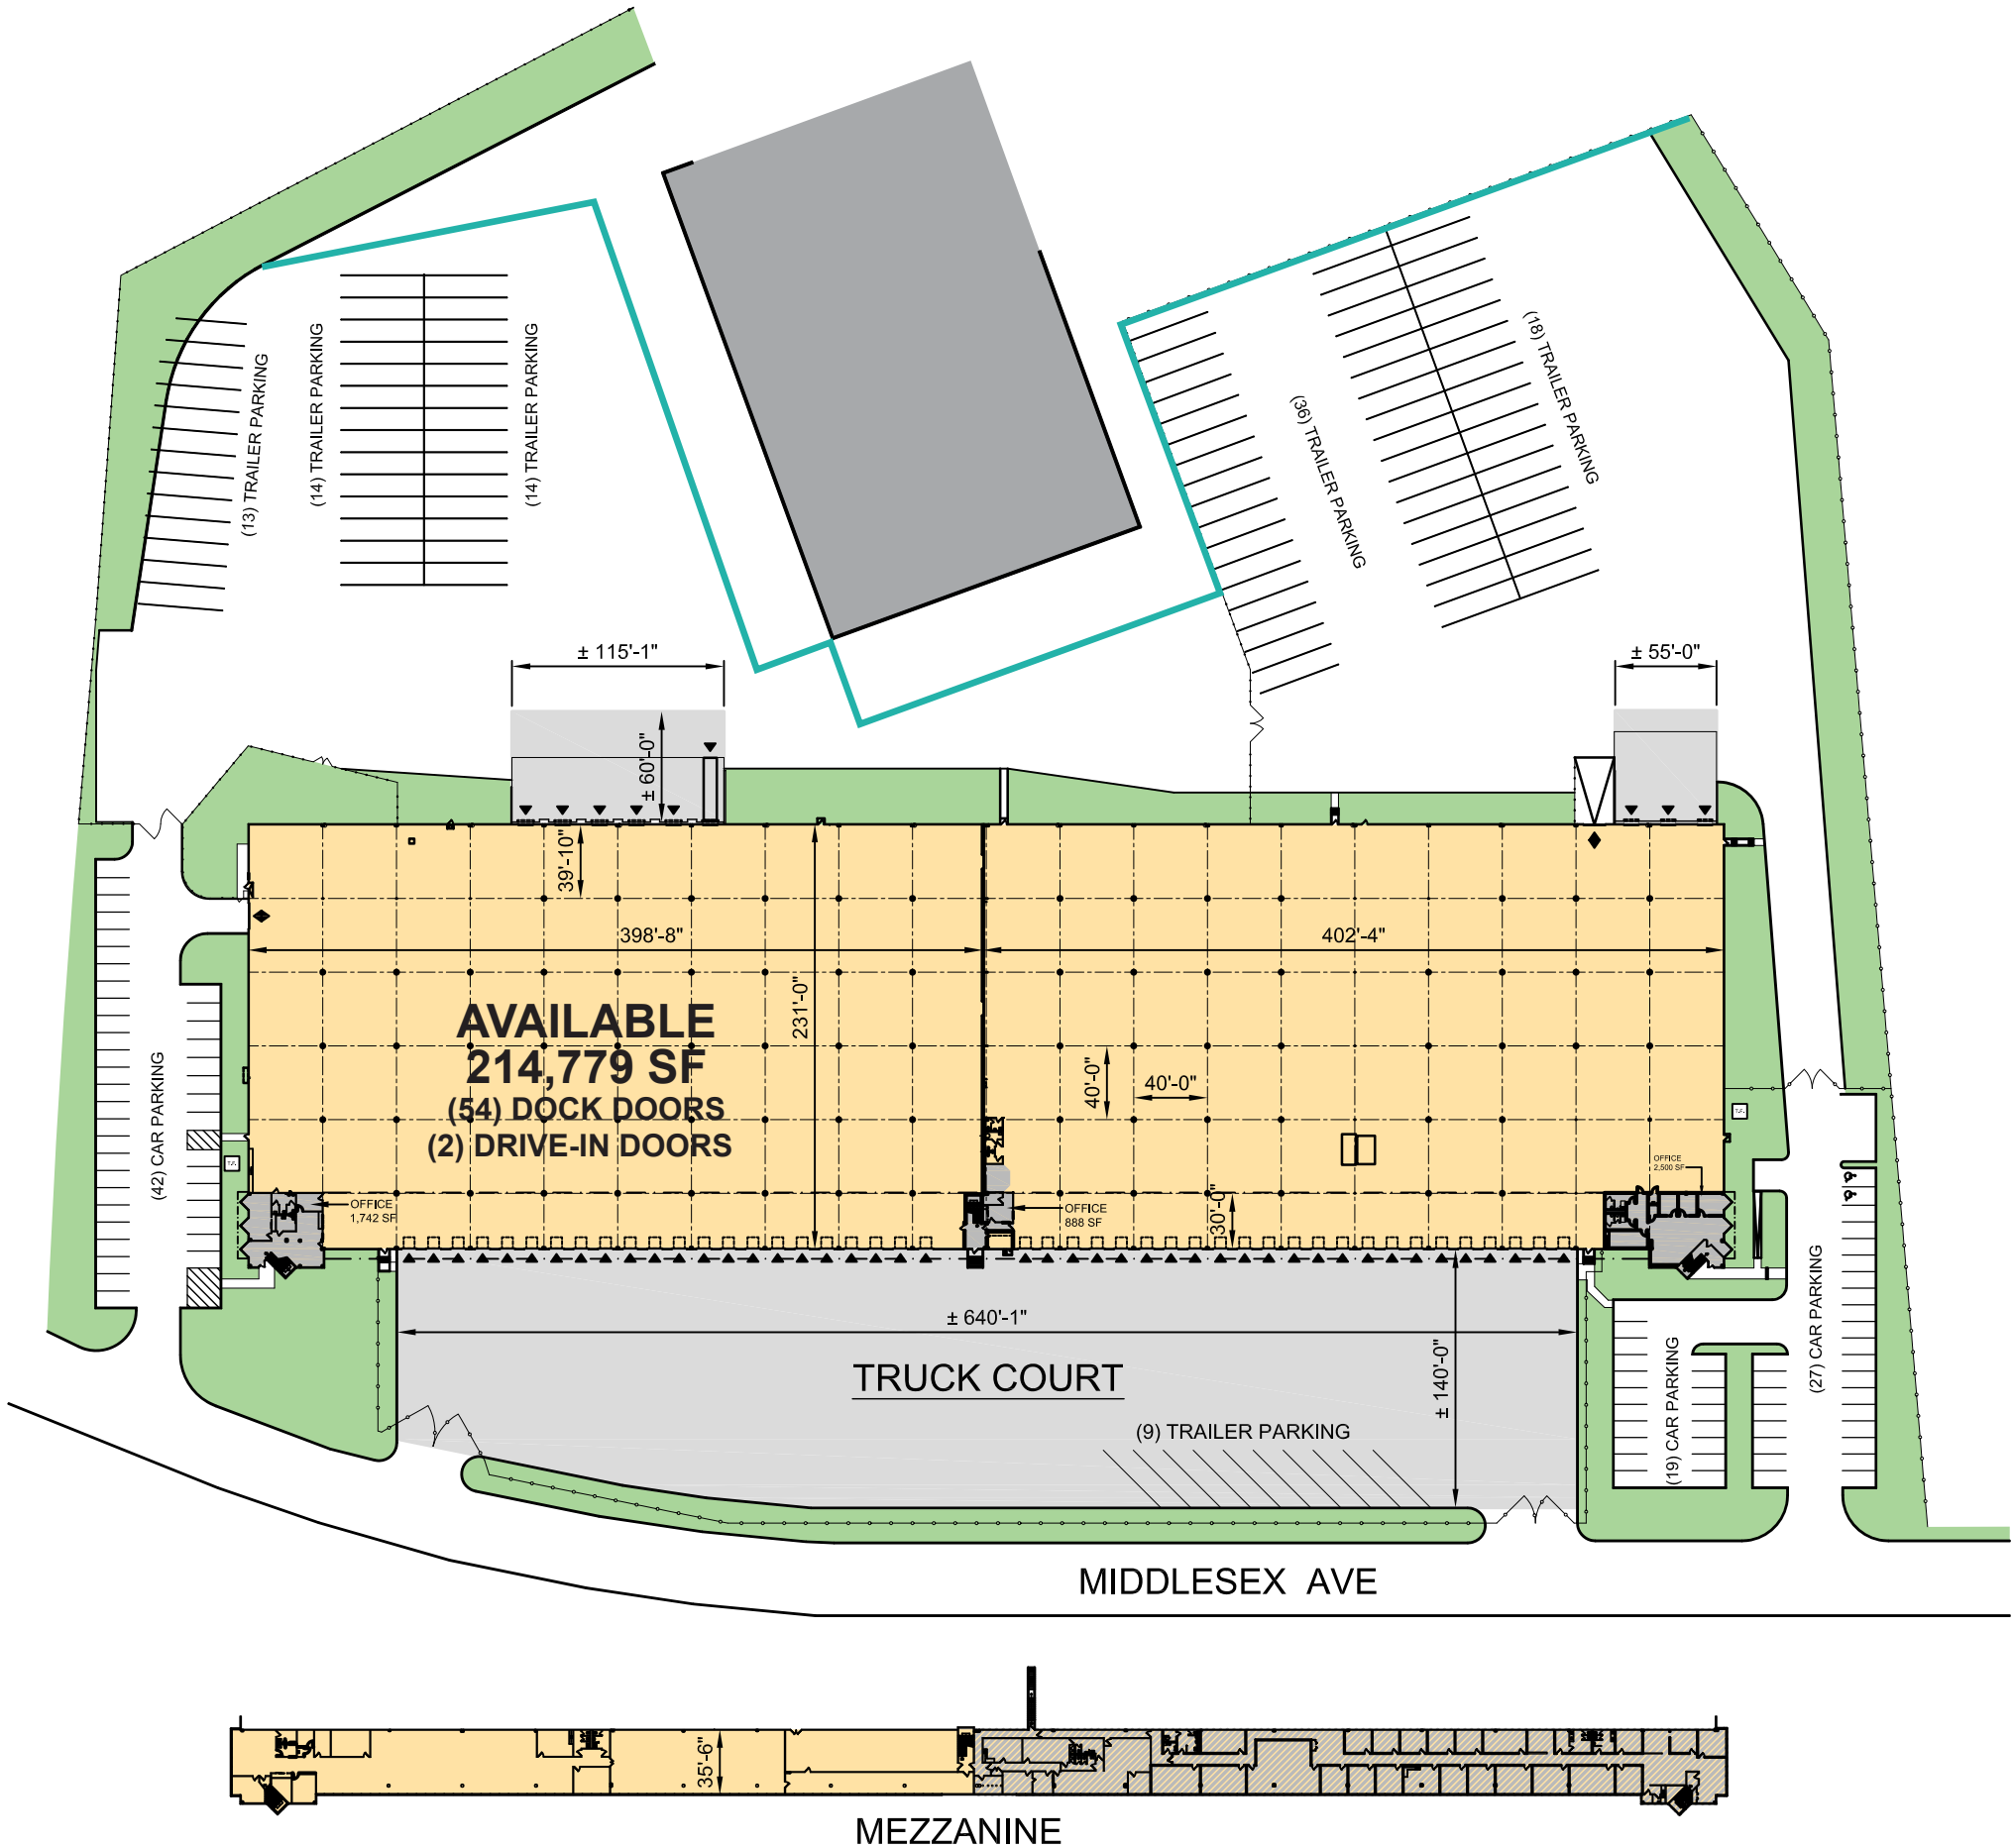 (13) TRAILER PARKING
(14) TRAILER PARKING
(14) TRAILER PARKING
(36) TRAILER PARKING
(18) TRAILER PARKING
± 115'-1"
± 55'-0"
± 60'-0"
39'-10"
398'-8"
402'-4"
231'-0"
AVAILABLE
214,779 SF
(54) DOCK DOORS
(2) DRIVE-IN DOORS
40'-0"
40'-0"
(42) CAR PARKING
OFFICE
1,742 SF
OFFICE
888 SF
30'-0"
OFFICE
2,500 SF
± 640'-1"
TRUCK COURT
± 140'-0"
(9) TRAILER PARKING
(19) CAR PARKING
(27) CAR PARKING
MIDDLESEX AVE
35'-6"
MEZZANINE